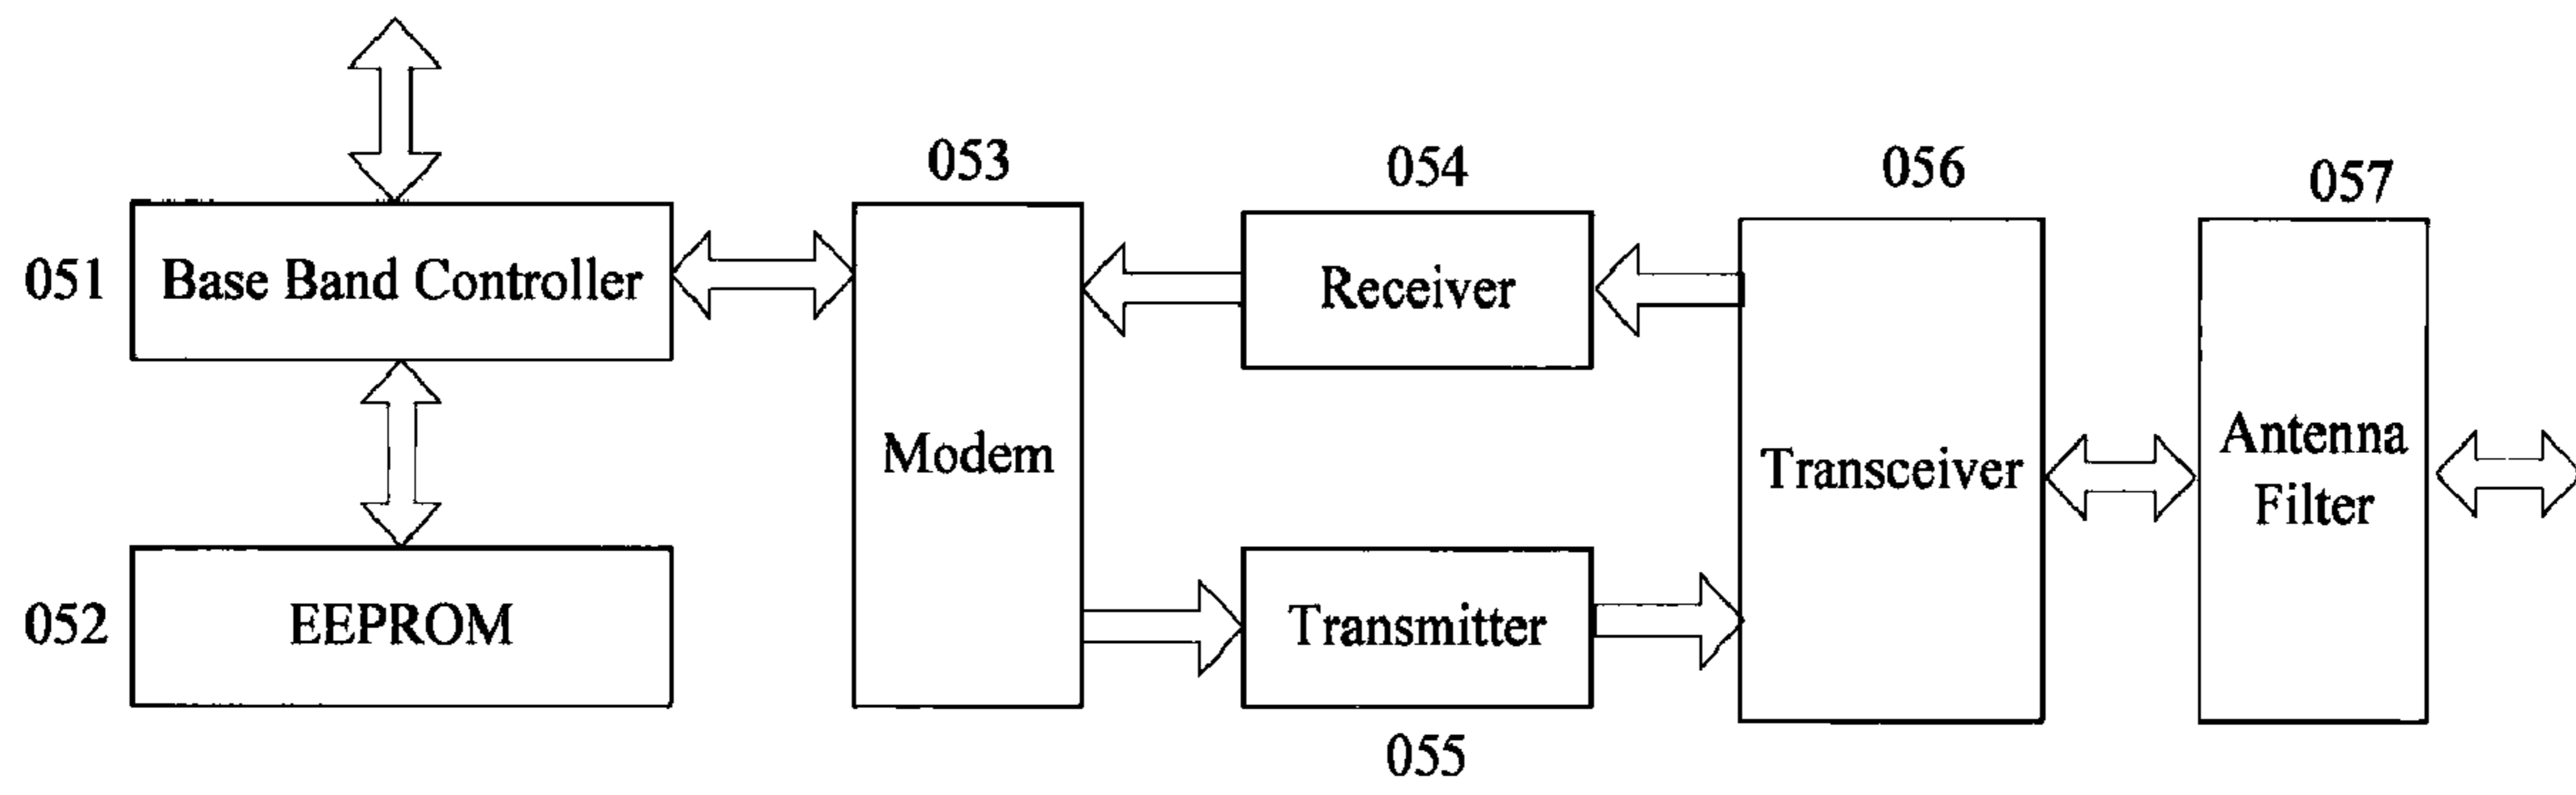 053
054
056
057
051
Base Band Controller
Receiver
Modem
Transceiver
Antenna
Filter
052
EEPROM
Transmitter
055